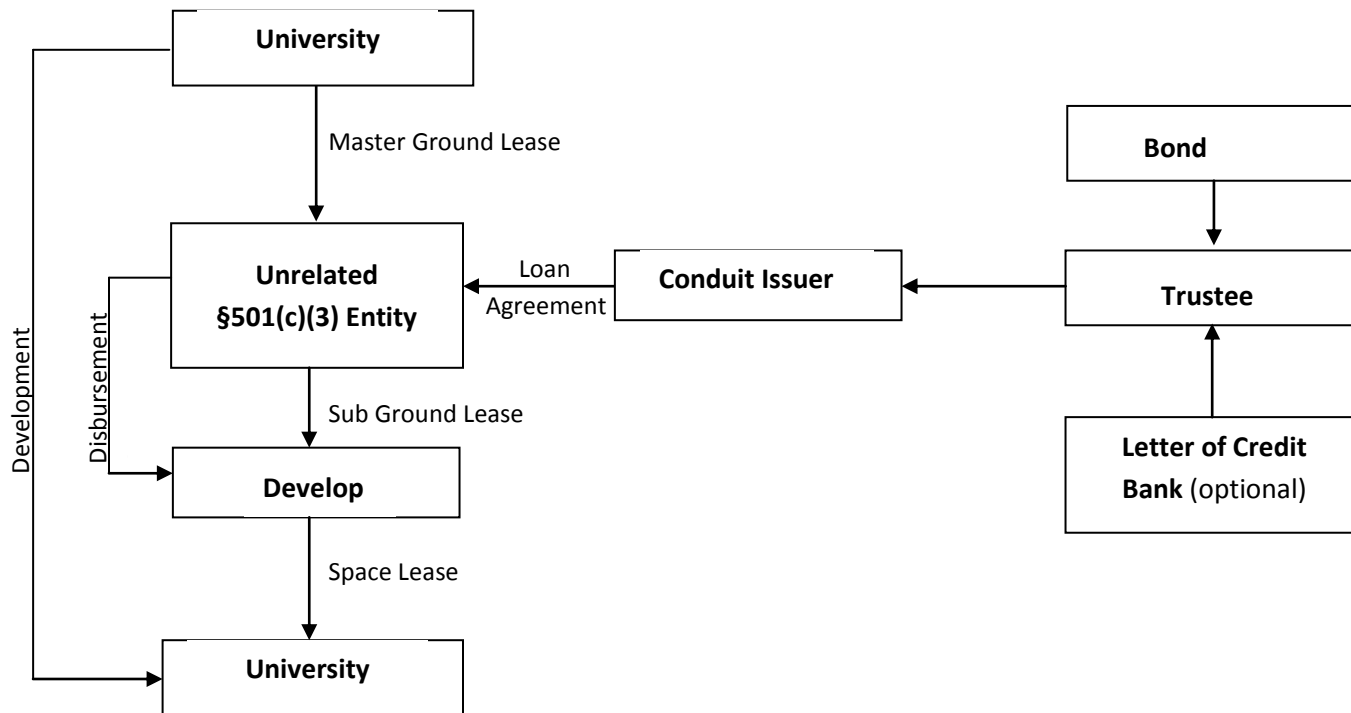 University
Master Ground Lease
Bond
Unrelated
§501(c)(3) Entity
Loan
Agreement
Conduit Issuer
Trustee
Development
Disbursement
Sub Ground Lease
Develop
Letter of Credit
Bank (optional)
Space Lease
University